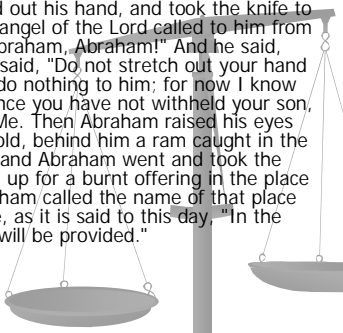 d out his hand, and took the knife to
angel of the Lord called to him from
braham, Abraham!" And he said,
said, "Do not stretch out your hand
do nothing to him; for now I know
nce you have not withheld your son,
Me. Then Abraham raised his eyes
old, behind him a ram caught in the
and Abraham went and took the
up for a burnt offering in the place
ham called the name of that place
e, as it is said to this day, "In the
will be provided."